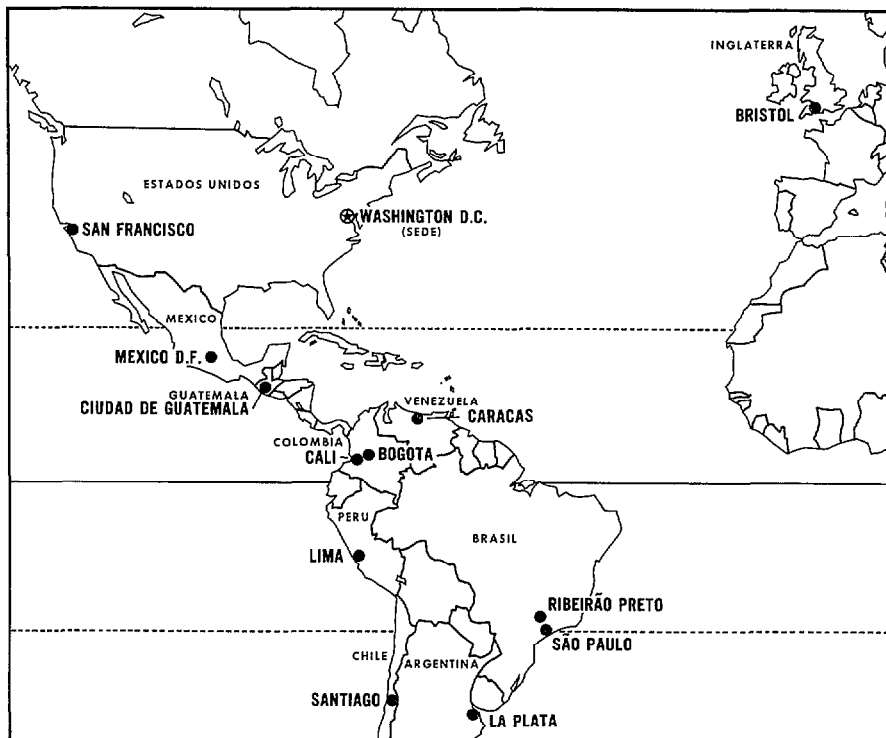 INGLATERRA
BRISTOL
ESTADOS UNIDOS
WASHINGTON D.C.
(SEDE)
SAN FRANCISCO
MEXICO
MEXICO D.F.
GUATEMALA
CIUDAD DE GUATEMALA
VENEZUELA
CARACAS
COLOMBIA
CALI
BOGOTA
PERU
BRASIL
LIMA
RIBEIRÃO PRETO
SÃO PAULO
CHILE
ARGENTINA
SANTIAGO
LA PLATA